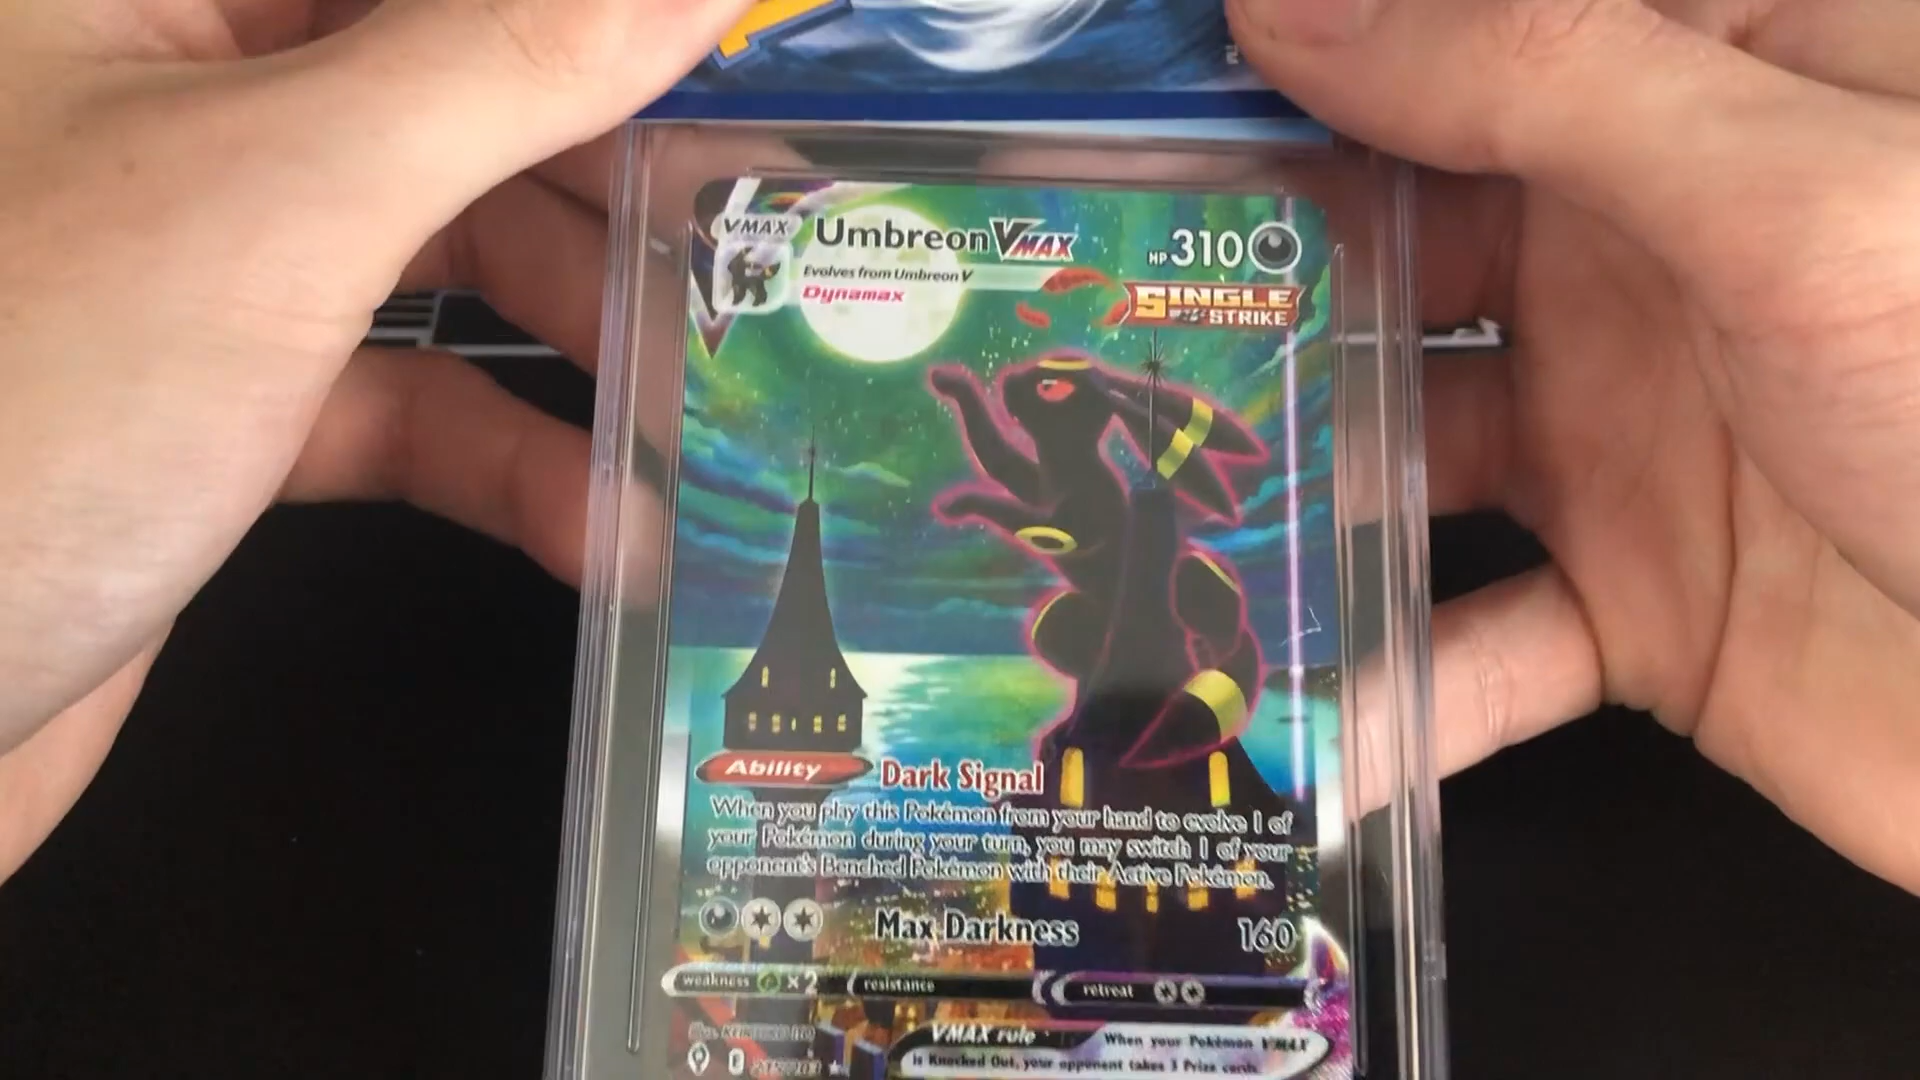 VMAX
Umbreon VMAX
HP 310
Evolves from Umbreon V
Dynamax
SINGLE
STRIKE
Ability Dark Signal
When you play this Pokémon from your hand to evolve 1 of
your Pokémon during your turn, you may switch 1 of your
opponent's Benched Pokémon with their Active Pokémon.
Max Darkness 160
weakness ×2 resistance retreat
VMAX rule When your Pokémon VMAX
is Knocked Out, your opponent takes 3 Prize cards.